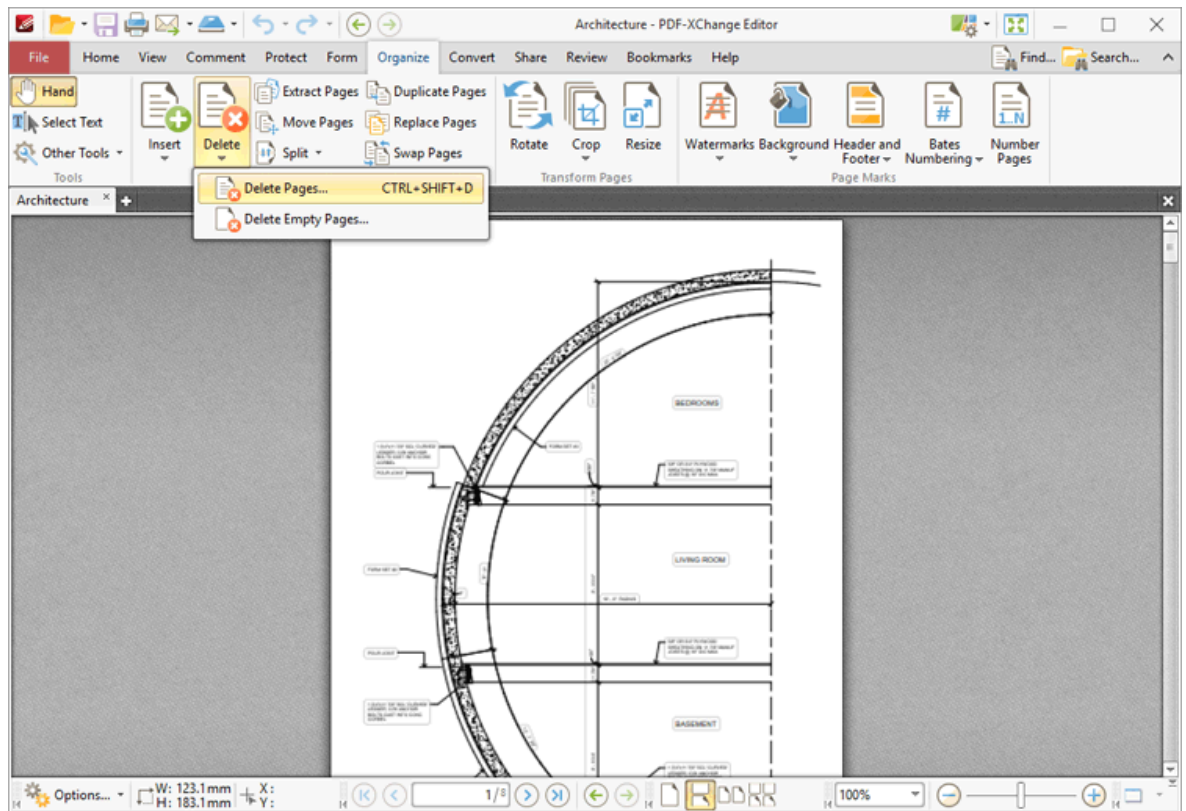 Architecture - PDF-XChange Editor
File Home View Comment Protect Form Organize Convert Share Review Bookmarks Help Find... Search...
Hand
Select Text
Other Tools
Tools
Insert
Delete
Extract Pages
Move Pages
Split
Duplicate Pages
Replace Pages
Swap Pages
Rotate
Crop
Resize
Transform Pages
Watermarks
Background
Header and
Footer
Bates
Numbering
Number
Pages
Page Marks
Delete Pages... CTRL+SHIFT+D
Delete Empty Pages...
Architecture
BEDROOMS
LIVING ROOM
BASEMENT
Options...
W: 123.1mm
H: 183.1mm
X:
Y:
1/8
100%